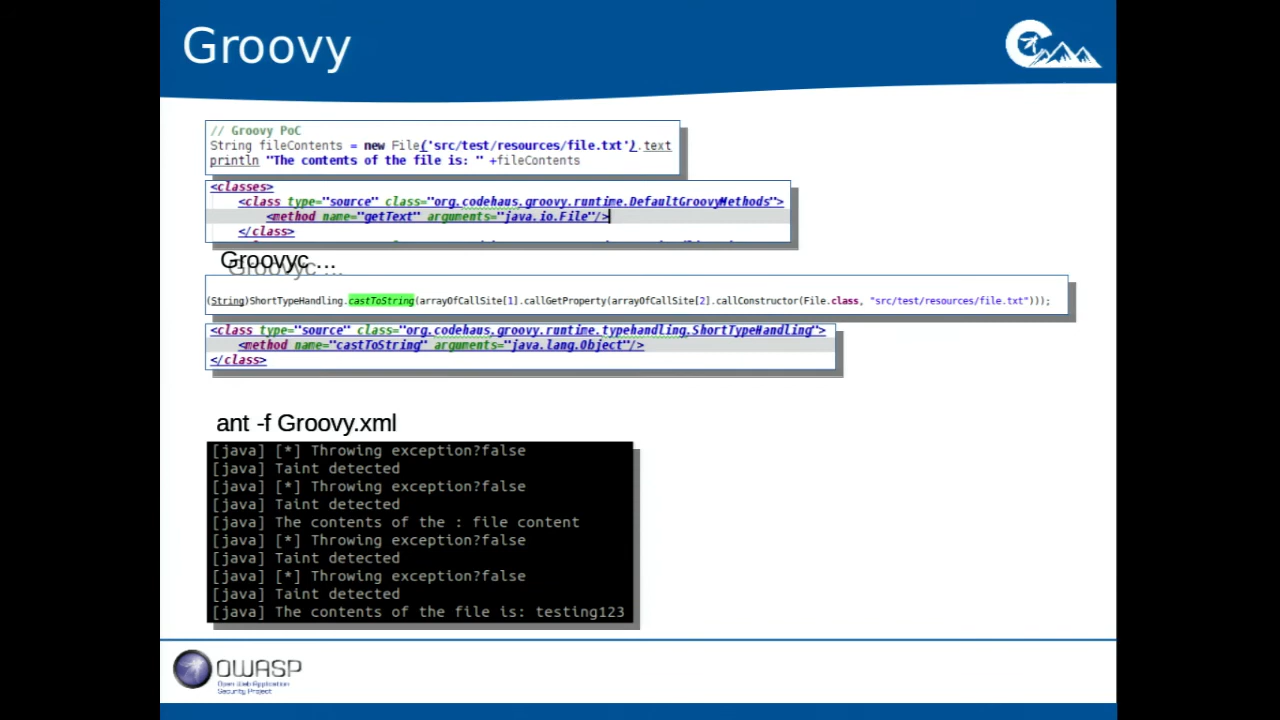 Groovy
// Groovy PoC
String fileContents = new File('src/test/resources/file.txt').text
println "The contents of the file is: " +fileContents
<classes>
<class type="source" class="org.codehaus.groovy.runtime.DefaultGroovyMethods">
<method name="getText" arguments="java.io.File"/>
</class>
Groovyc ...
(String)ShortTypeHandling.castToString(arrayOfCallSite[1].callGetProperty(arrayOfCallSite[2].callConstructor(File.class, "src/test/resources/file.txt")));
<class type="source" class="org.codehaus.groovy.runtime.typehandling.ShortTypeHandling">
<method name="castToString" arguments="java.lang.Object"/>
</class>
ant -f Groovy.xml
[java] [*] Throwing exception?false
[java] Taint detected
[java] [*] Throwing exception?false
[java] Taint detected
[java] The contents of the : file content
[java] [*] Throwing exception?false
[java] Taint detected
[java] [*] Throwing exception?false
[java] Taint detected
[java] The contents of the file is: testing123
OWASP
Open Web Application
Security Project